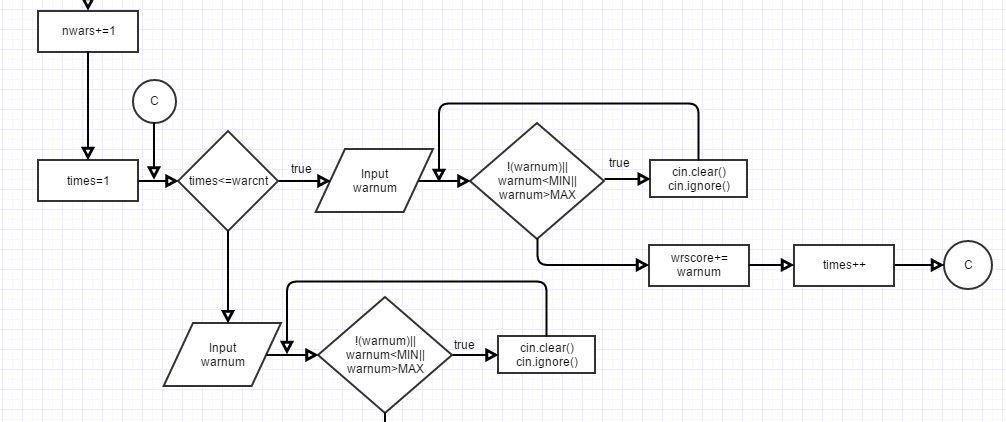 nwars+=1
C
times=1
times<=warcnt
true
Input
warnum
!(warnum)||
warnum<MIN||
warnum>MAX
true
cin.clear()
cin.ignore()
wrscore+=
warnum
times++
C
Input
warnum
!(warnum)||
warnum<MIN||
warnum>MAX
true
cin.clear()
cin.ignore()